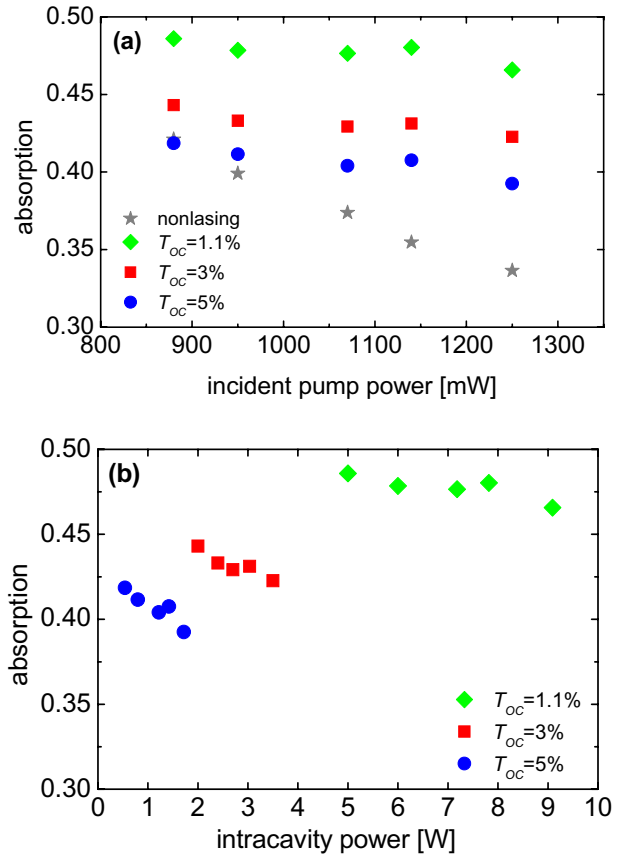 (a)
0.45
0.40
0.35
0.30
absorption
nonlasing
T_OC=1.1%
T_OC=3%
T_OC=5%
800 900 1000 1100 1200 1300
incident pump power [mW]
0.50
(b)
0.45
0.40
0.35
0.30
absorption
T_OC=1.1%
T_OC=3%
T_OC=5%
0 1 2 3 4 5 6 7 8 9 10
intracavity power [W]